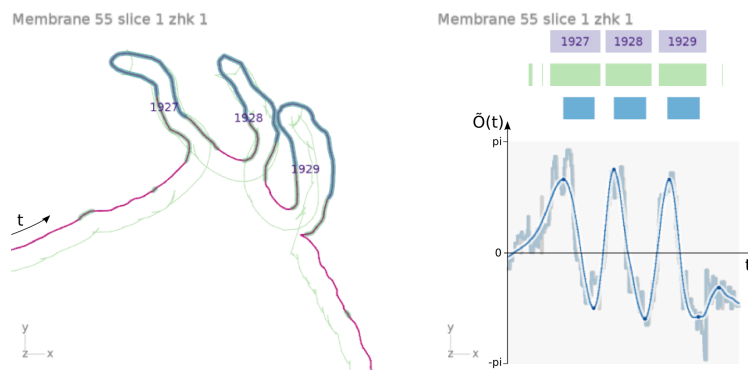 Membrane 55 slice 1 zhk 1
1927
1928
1929
t
y
z
x
Membrane 55 slice 1 zhk 1
1927 1928 1929
Õ(t)
pi
0
t
-pi
y
z
x